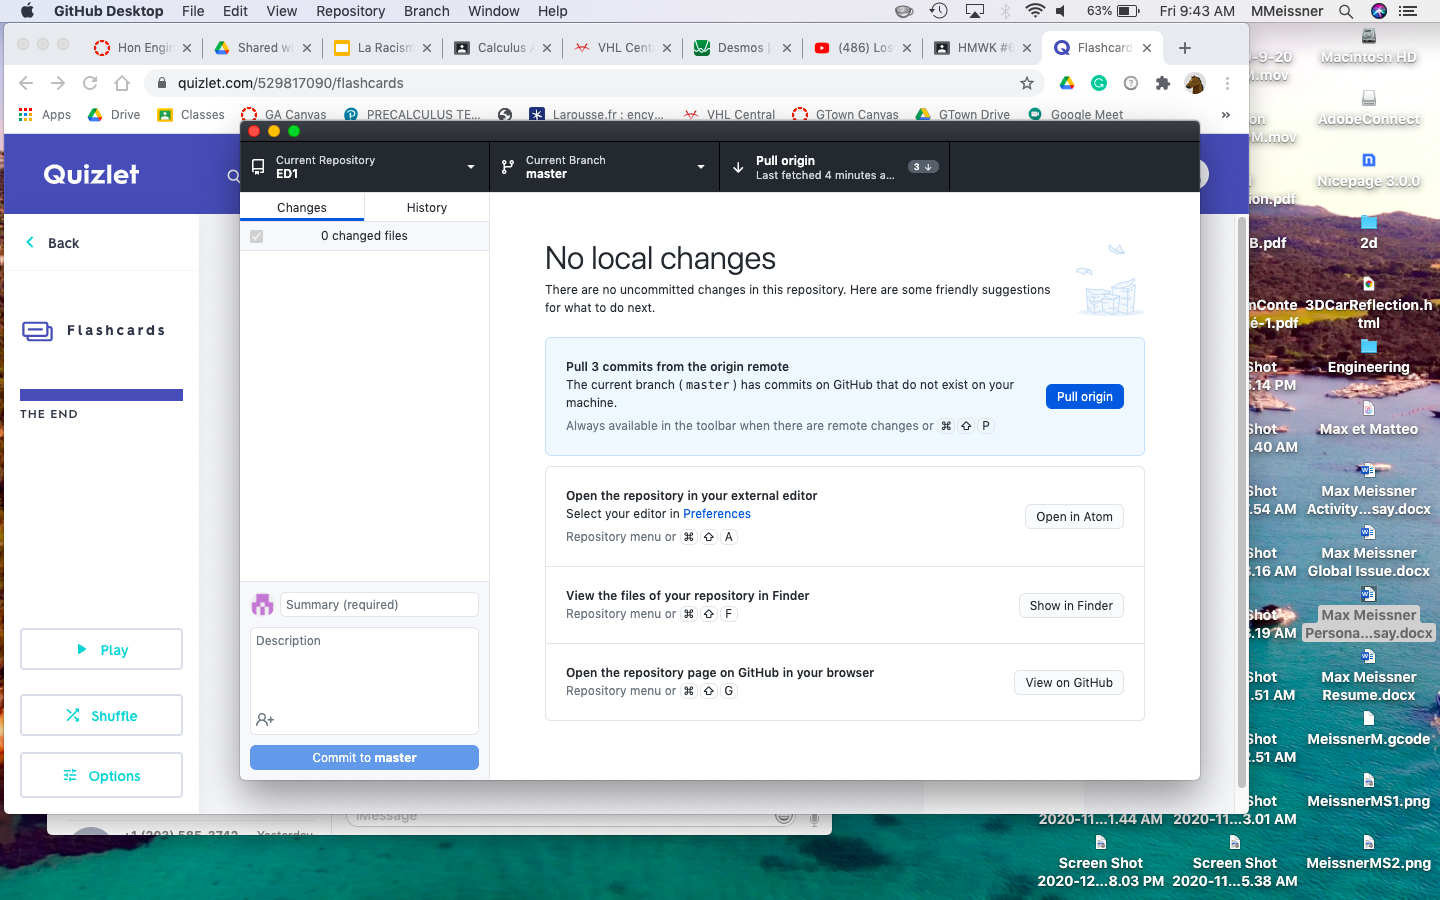 GitHub Desktop File Edit View Repository Branch Window Help 63% Fri 9:43 AM MMeissner
Hon Engin Shared wi La Racism Calculus A VHL Centr Desmos | (486) Los HMWK #6 Flashcard
quizlet.com/529817090/flashcards
Apps Drive Classes GA Canvas PRECALCULUS TE... Larousse.fr : ency... VHL Central GTown Canvas GTown Drive Google Meet »
Quizlet
Back
Flashcards
THE END
Play
Shuffle
Options
Current Repository
ED1
Current Branch
master
Pull origin
Last fetched 4 minutes a...
3
Changes
History
0 changed files
Summary (required)
Description
Commit to master
No local changes
There are no uncommitted changes in this repository. Here are some friendly suggestions
for what to do next.
Pull 3 commits from the origin remote
The current branch ( master ) has commits on GitHub that do not exist on your
machine.
Always available in the toolbar when there are remote changes or ⌘ ⇧ P
Pull origin
Open the repository in your external editor
Select your editor in Preferences
Repository menu or ⌘ ⇧ A
Open in Atom
View the files of your repository in Finder
Repository menu or ⌘ ⇧ F
Show in Finder
Open the repository page on GitHub in your browser
Repository menu or ⌘ ⇧ G
View on GitHub
+1 (203) 585-3742 Yesterday
iMessage
-9-20
M.mov
on
M.mov
on.pdf
B.pdf
nConte
é-1.pdf
Shot
5.14 PM
Shot
.40 AM
Shot
7.54 AM
Shot
3.16 AM
Shot
3.19 AM
Shot
.51 AM
Shot
2.51 AM
Shot
2020-11...1.44 AM
2020-11...3.01 AM
Screen Shot
2020-12...8.03 PM
Screen Shot
2020-11...5.38 AM
Macintosh HD
AdobeConnect
Nicepage 3.0.0
2d
3DCarReflection.h
tml
Engineering
Max et Matteo
Max Meissner
Activity...say.docx
Max Meissner
Global Issue.docx
Max Meissner
Persona...say.docx
Max Meissner
Resume.docx
MeissnerM.gcode
MeissnerMS1.png
MeissnerMS2.png